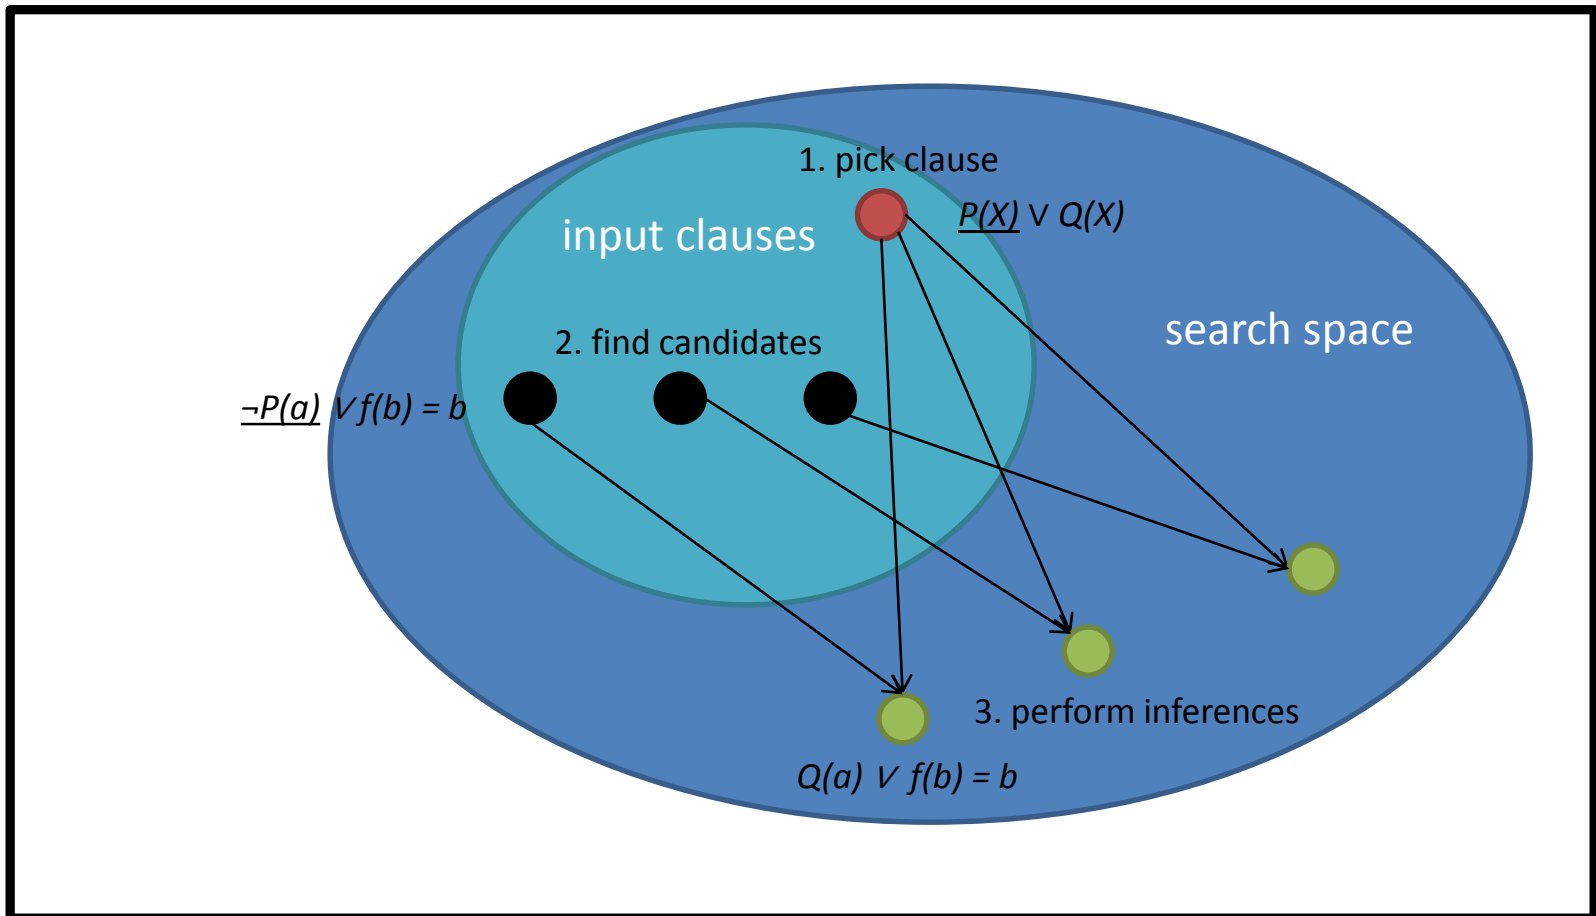 1. pick clause
P(X) ∨ Q(X)
input clauses
search space
2. find candidates
¬P(a) ∨ f(b) = b
3. perform inferences
Q(a) ∨ f(b) = b